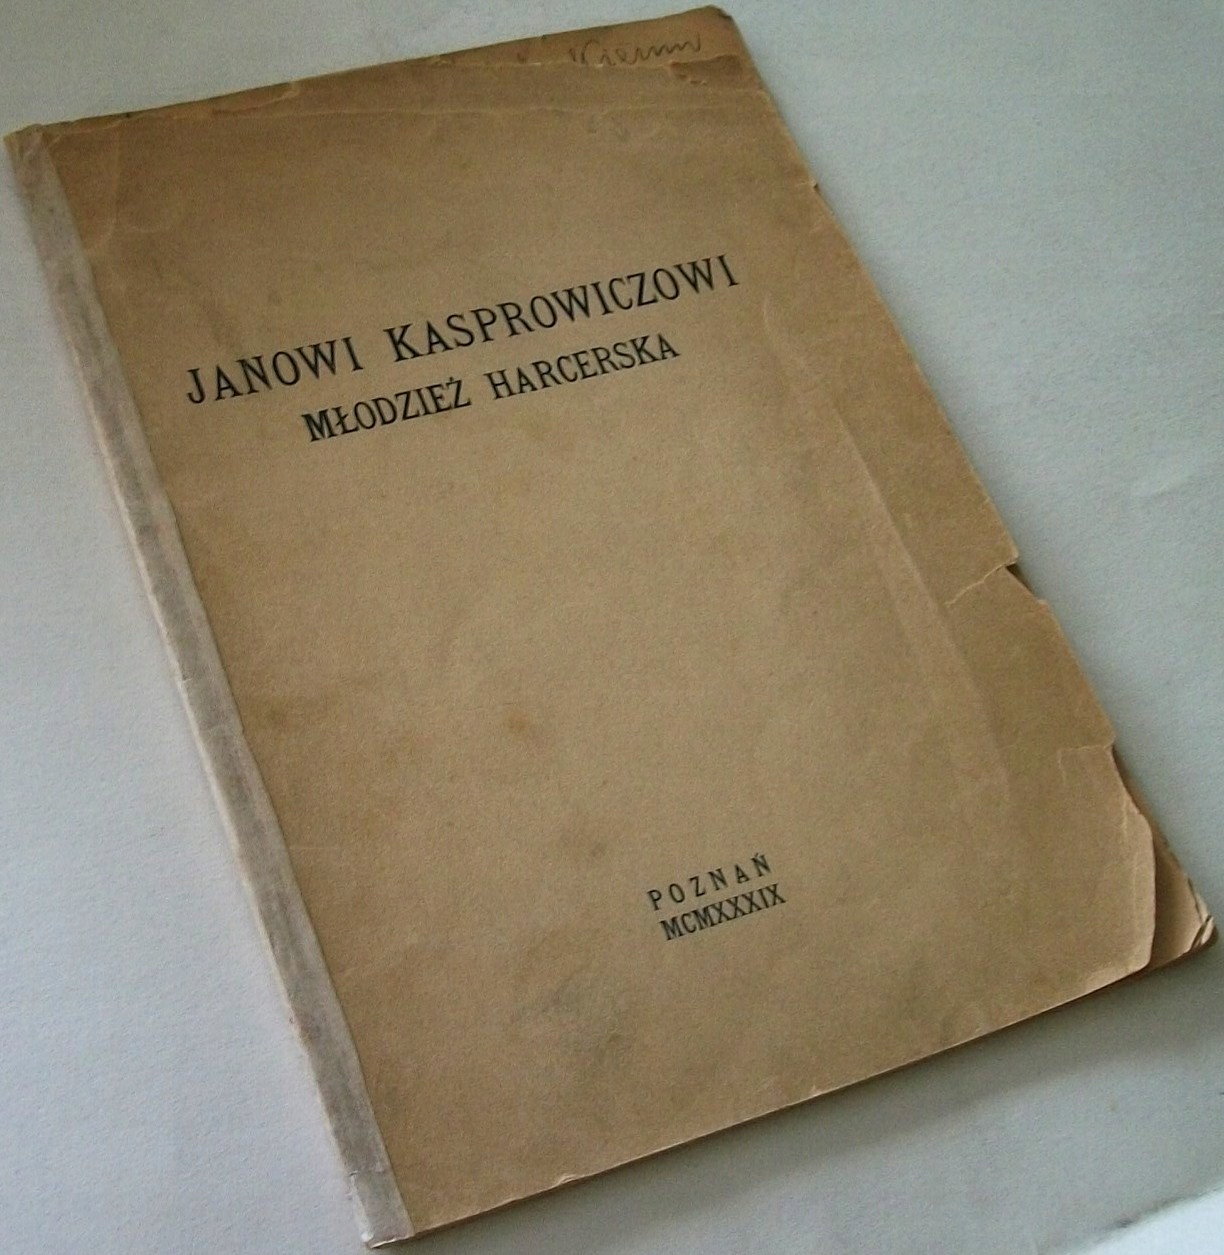 JANOWI KASPROWICZOWI
MŁODZIEŻ HARCERSKA
POZNAŃ
MCMXXXIX